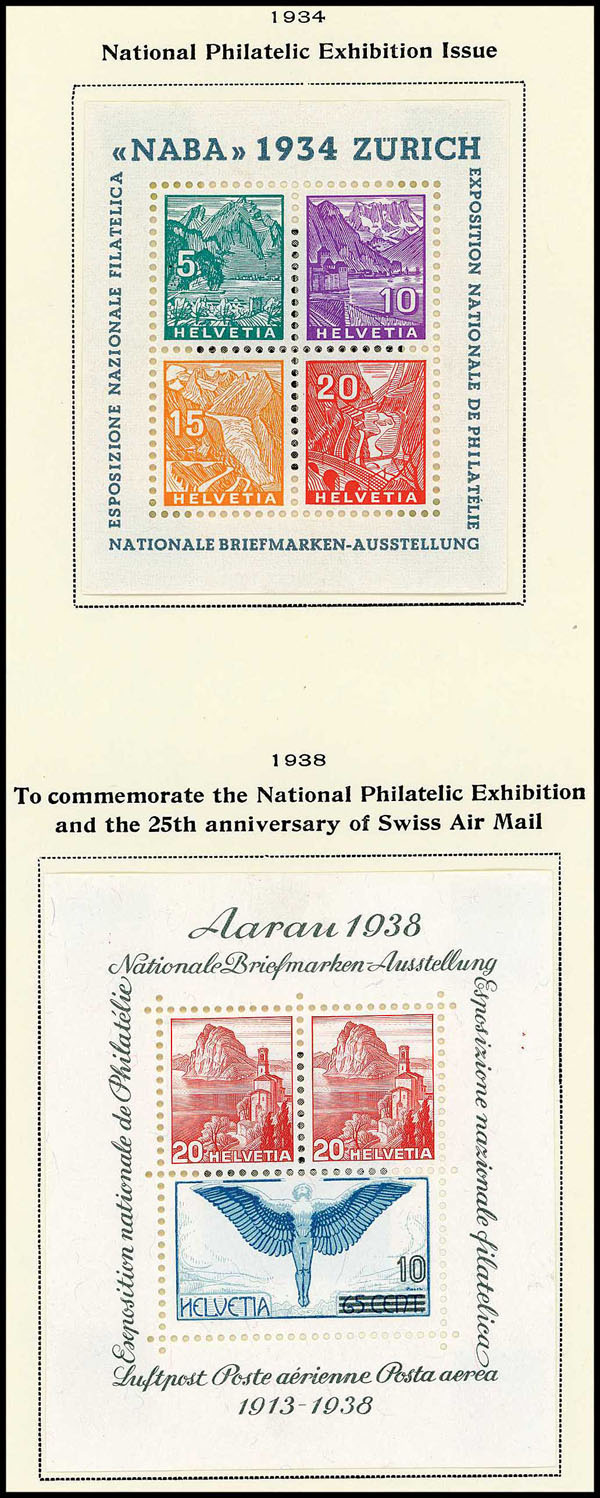 1934
National Philatelic Exhibition Issue
«NABA» 1934 ZÜRICH
ESPOSIZIONE NAZIONALE FILATELICA
EXPOSITION NATIONALE DE PHILATÉLIE
5
HELVETIA
10
HELVETIA
15
HELVETIA
20
HELVETIA
NATIONALE BRIEFMARKEN-AUSSTELLUNG
1938
To commemorate the National Philatelic Exhibition
and the 25th anniversary of Swiss Air Mail
Aarau 1938
Nationale Briefmarken-Ausstellung
Exposition nationale de Philatélie
Esposizione nazionale filatelica
20 HELVETIA
20 HELVETIA
10
HELVETIA
65 CENT
Luftpost Poste aérienne Posta aerea
1913-1938